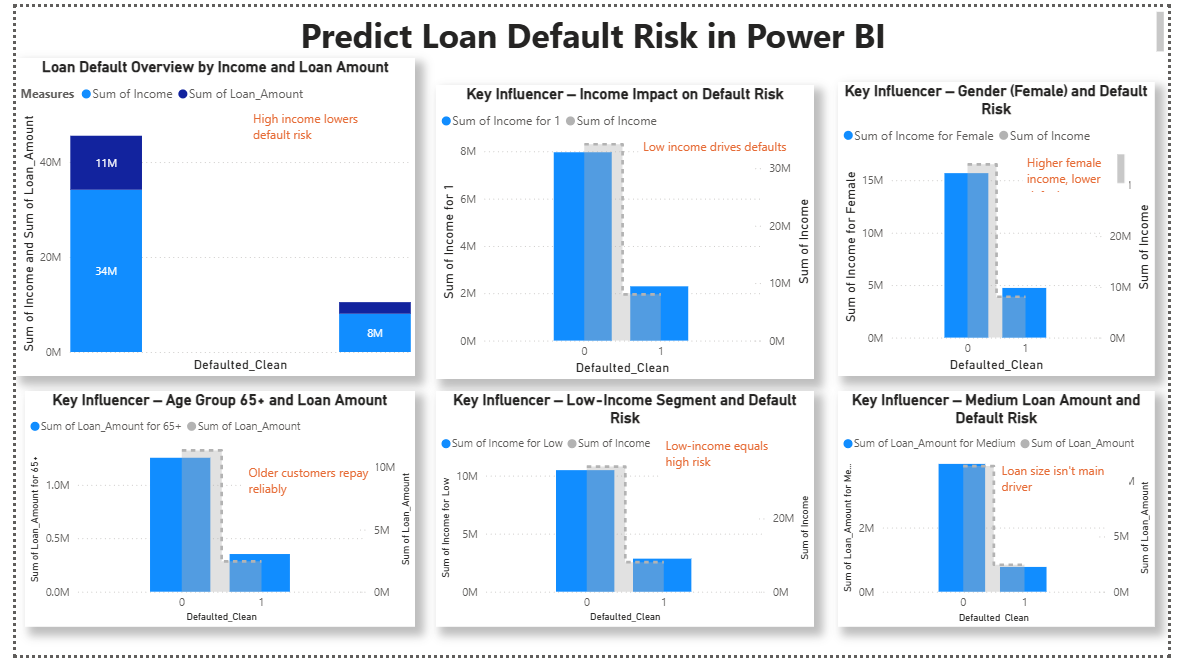 Predict Loan Default Risk in Power BI
Loan Default Overview by Income and Loan Amount
Measures Sum of Income Sum of Loan_Amount
High income lowers
default risk
Sum of Income and Sum of Loan_Amount
40M
20M
0M
11M
34M
8M
Defaulted_Clean
Key Influencer – Income Impact on Default Risk
Sum of Income for 1 Sum of Income
Low income drives defaults
Sum of Income for 1
8M
6M
4M
2M
0M
30M
20M
10M
0M
Sum of Income
0 1
Defaulted_Clean
Key Influencer – Gender (Female) and Default
Risk
Sum of Income for Female Sum of Income
Higher female
income, lower
Sum of Income for Female
15M
10M
5M
0M
20M
10M
0M
Sum of Income
0 1
Defaulted_Clean
Key Influencer – Age Group 65+ and Loan Amount
Sum of Loan_Amount for 65+ Sum of Loan_Amount
Older customers repay
reliably
Sum of Loan_Amount for 65+
1.0M
0.5M
0.0M
10M
5M
0M
Sum of Loan_Amount
0 1
Defaulted_Clean
Key Influencer – Low-Income Segment and Default
Risk
Sum of Income for Low Sum of Income
Low-income equals
high risk
Sum of Income for Low
10M
5M
0M
20M
0M
Sum of Income
0 1
Defaulted_Clean
Key Influencer – Medium Loan Amount and
Default Risk
Sum of Loan_Amount for Medium Sum of Loan_Amount
Loan size isn't main
driver
Sum of Loan_Amount for Me...
2M
0M
5M
0M
Sum of Loan_Amount
0 1
Defaulted_Clean